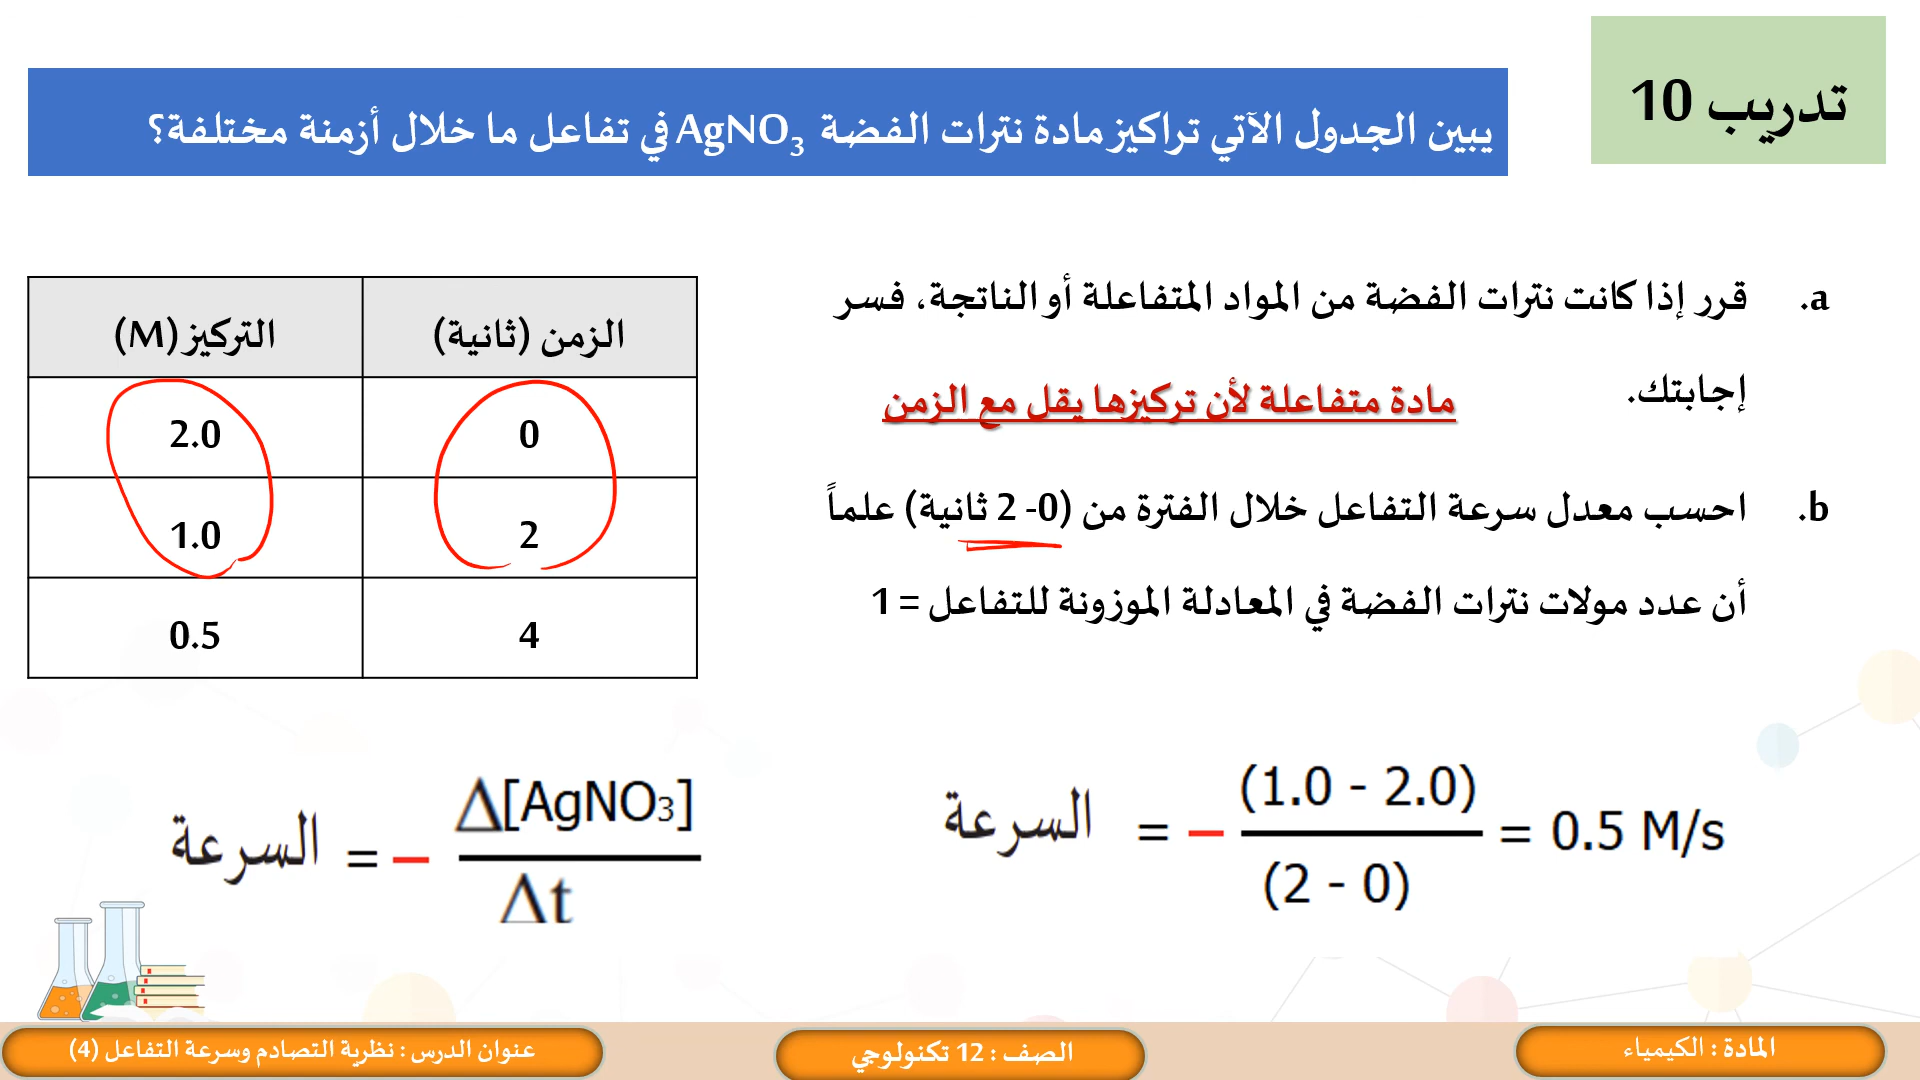 تدريب 10
يبين الجدول الآتي تراكيز مادة نترات الفضة AgNO₃ في تفاعل ما خلال أزمنة مختلفة؟
a. قرر إذا كانت نترات الفضة من المواد المتفاعلة أو الناتجة، فسر
إجابتك.
مادة متفاعلة لأن تركيزها يقل مع الزمن
b. احسب معدل سرعة التفاعل خلال الفترة من (0- 2 ثانية) علماً
أن عدد مولات نترات الفضة في المعادلة الموزونة للتفاعل = 1
الزمن (ثانية) التركيز (M)
0 2.0
2 1.0
4 0.5
السرعة = − Δ[AgNO₃] / Δt
السرعة = − (1.0 - 2.0) / (2 - 0) = 0.5 M/s
المادة : الكيمياء
الصف : 12 تكنولوجي
عنوان الدرس : نظرية التصادم وسرعة التفاعل (4)